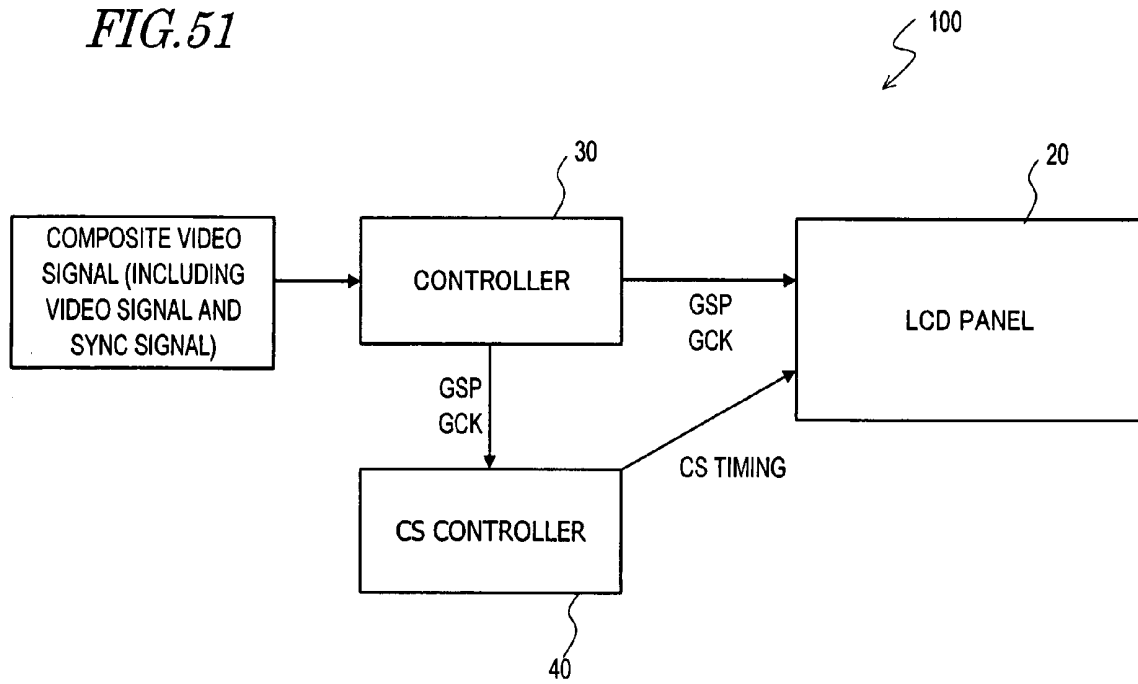 FIG.51
100
30
20
COMPOSITE VIDEO
SIGNAL (INCLUDING
VIDEO SIGNAL AND
SYNC SIGNAL)
CONTROLLER
GSP
GCK
LCD PANEL
GSP
GCK
CS TIMING
CS CONTROLLER
40